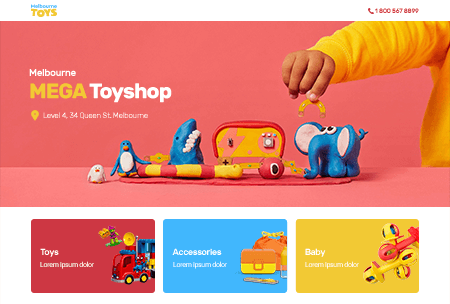 Melbourne
TOYS
1 800 567 8899
Melbourne
MEGA Toyshop
Level 4, 34 Queen St. Melbourne
Toys
Lorem ipsum dolor
Accessories
Lorem ipsum dolor
Baby
Lorem ipsum dolor